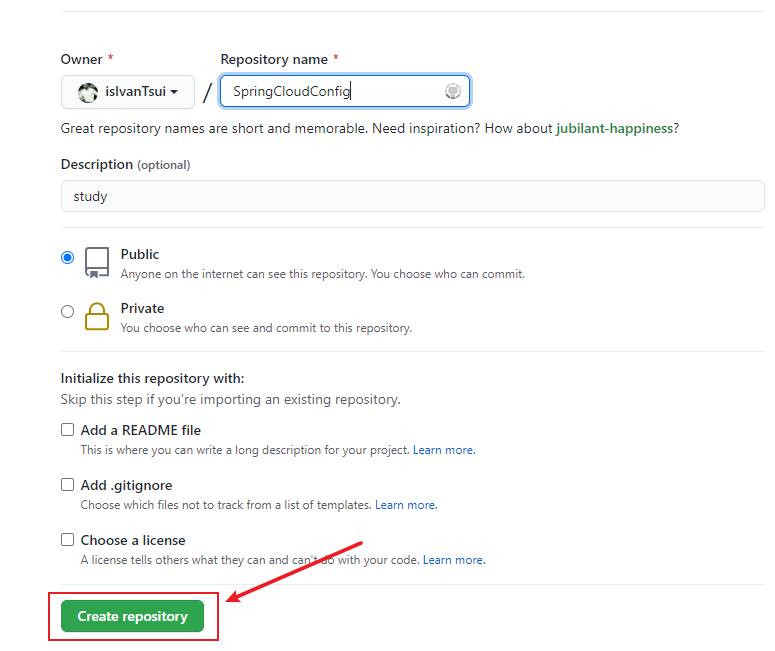 Owner * Repository name *
isIvanTsui / SpringCloudConfig
Great repository names are short and memorable. Need inspiration? How about jubilant-happiness?
Description (optional)
study
Public
Anyone on the internet can see this repository. You choose who can commit.
Private
You choose who can see and commit to this repository.
Initialize this repository with:
Skip this step if you're importing an existing repository.
Add a README file
This is where you can write a long description for your project. Learn more.
Add .gitignore
Choose which files not to track from a list of templates. Learn more.
Choose a license
A license tells others what they can and can't do with your code. Learn more.
Create repository